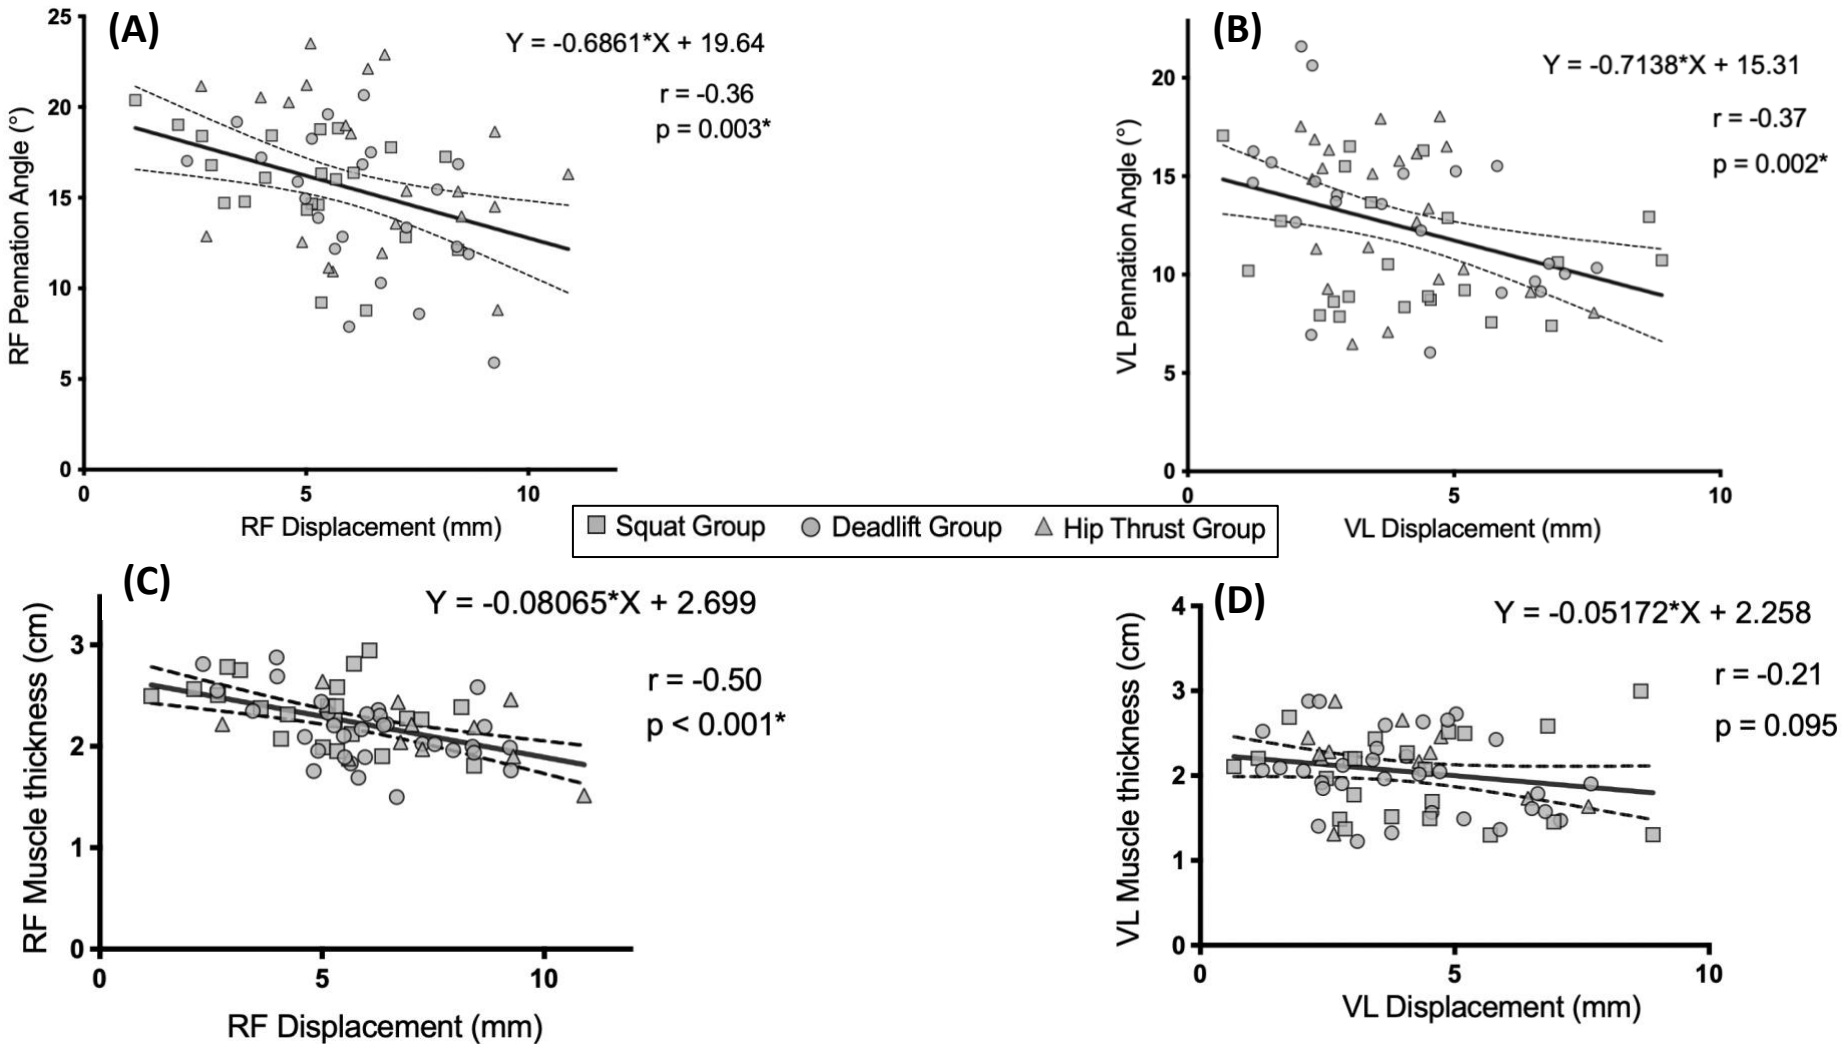 (A)
Y = -0.6861*X + 19.64
r = -0.36
p = 0.003*
RF Pennation Angle (°)
25
20
15
10
5
0
0 5 10
RF Displacement (mm)
(B)
Y = -0.7138*X + 15.31
r = -0.37
p = 0.002*
VL Pennation Angle (°)
20
15
10
5
0
0 5 10
VL Displacement (mm)
Squat Group Deadlift Group Hip Thrust Group
(C)
Y = -0.08065*X + 2.699
r = -0.50
p < 0.001*
RF Muscle thickness (cm)
3
2
1
0
0 5 10
RF Displacement (mm)
(D)
Y = -0.05172*X + 2.258
r = -0.21
p = 0.095
VL Muscle thickness (cm)
4
3
2
1
0
0 5 10
VL Displacement (mm)